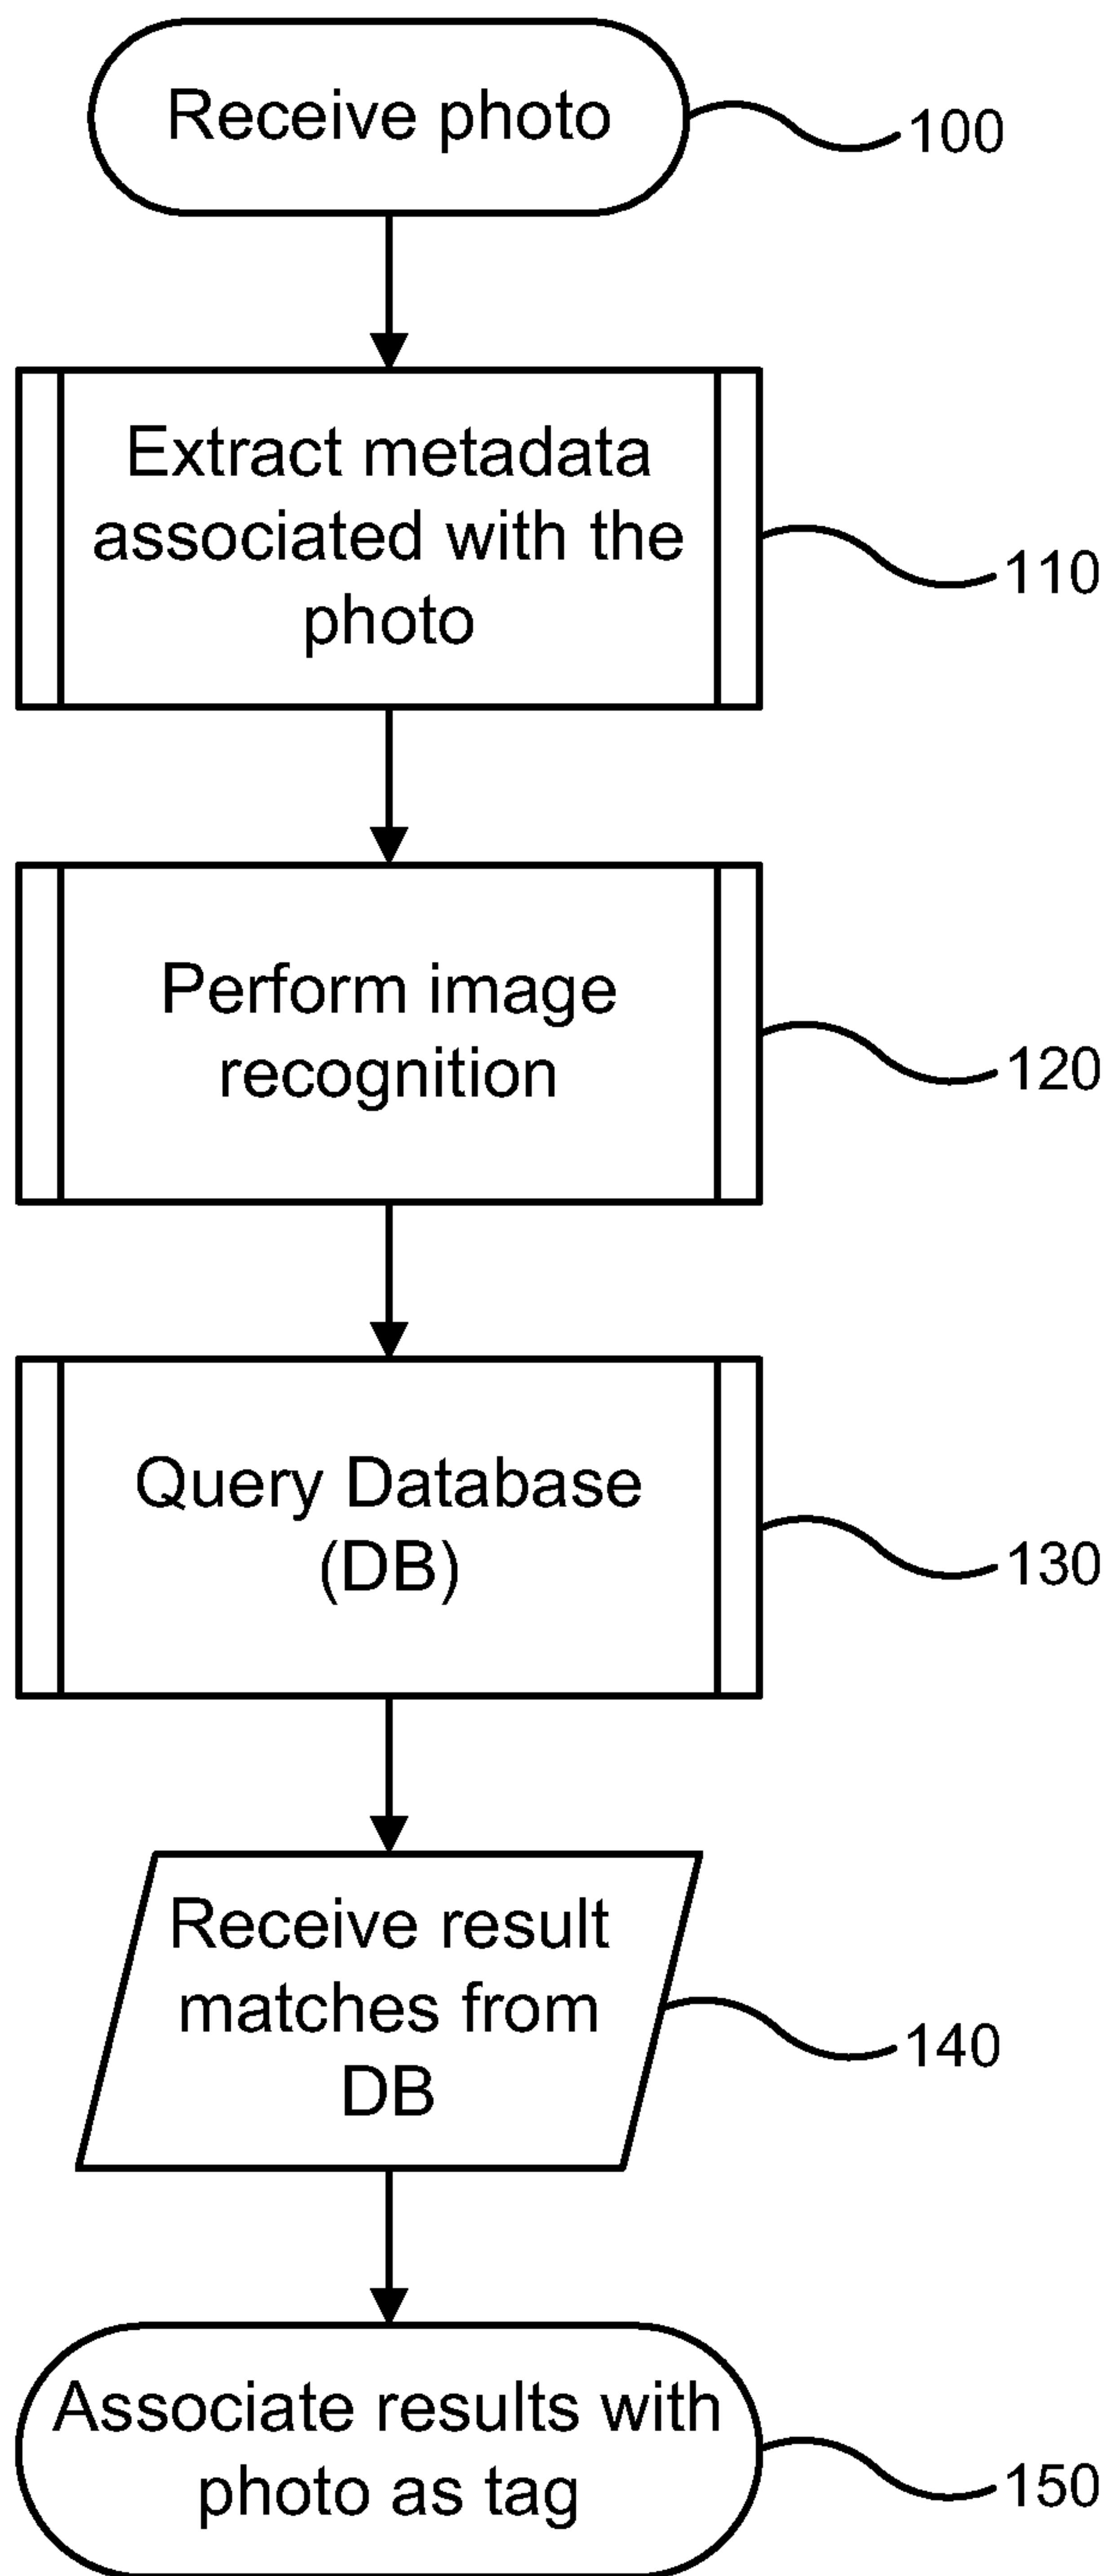 Receive photo
100
Extract metadata
associated with the
photo
110
Perform image
recognition
120
Query Database
(DB)
130
Receive result
matches from
DB
140
Associate results with
photo as tag
150